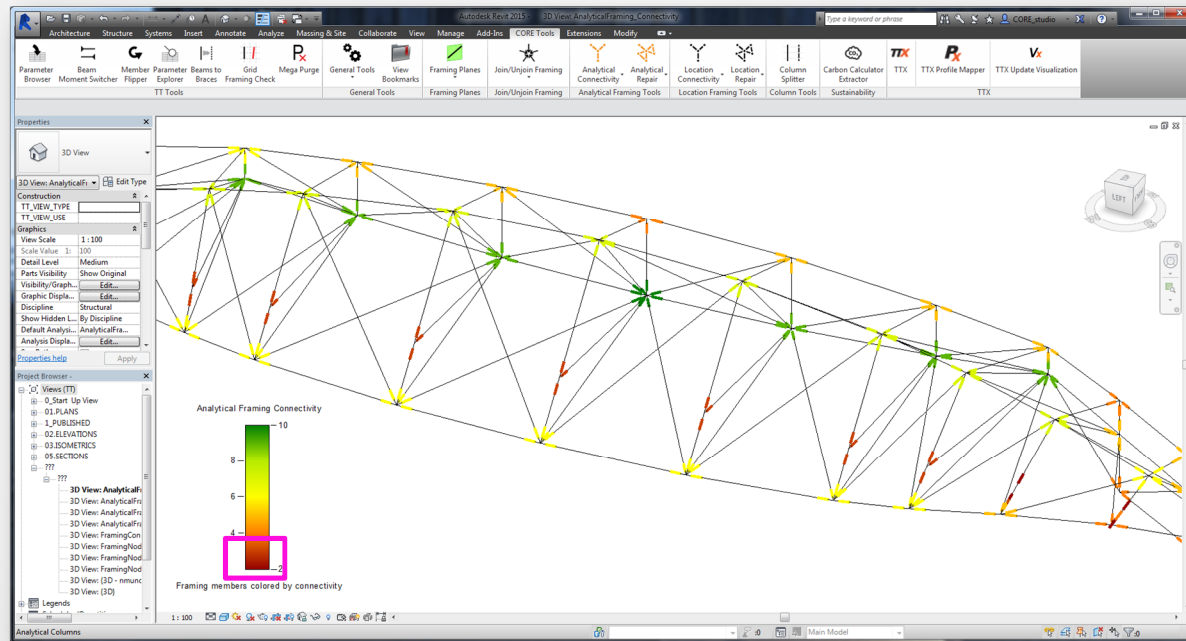 Autodesk Revit 2015 - 3D View: AnalyticalFraming_Connectivity
Type a keyword or phrase
CORE_studio
Architecture Structure Systems Insert Annotate Analyze Massing & Site Collaborate View Manage Add-Ins CORE Tools Extensions Modify
Parameter Browser
Beam Moment Switcher
Member Flipper
Parameter Explorer
Beams to Braces
Grid Framing Check
Mega Purge
General Tools
View Bookmarks
Framing Planes
Join/Unjoin Framing
Analytical Connectivity
Analytical Repair
Location Connectivity
Location Repair
Column Splitter
Carbon Calculator Extractor
TTX
TTX Profile Mapper
TTX Update Visualization
TT Tools
General Tools
Framing Planes
Join/Unjoin Framing
Analytical Framing Tools
Location Framing Tools
Column Tools
Sustainability
TTX
Properties
3D View
3D View: AnalyticalFr
Edit Type
Construction
TT_VIEW_TYPE
TT_VIEW_USE
Graphics
View Scale 1 : 100
Scale Value 1: 100
Detail Level Medium
Parts Visibility Show Original
Visibility/Graph... Edit...
Graphic Displa... Edit...
Discipline Structural
Show Hidden L... By Discipline
Default Analysi... AnalyticalFra...
Analysis Displa... Edit...
Properties help
Apply
Project Browser -
Views (TT)
0_Start Up View
01.PLANS
1_PUBLISHED
02.ELEVATIONS
03.ISOMETRICS
05.SECTIONS
???
???
3D View: AnalyticalFr
3D View: AnalyticalFra
3D View: AnalyticalFra
3D View: AnalyticalFra
3D View: FramingCon
3D View: FramingNod
3D View: FramingNod
3D View: FramingNod
3D View: {3D - nmunc
3D View: {3D}
Legends
LEFT
Analytical Framing Connectivity
10
8
6
4
2
Framing members colored by connectivity
1 : 100
Analytical Columns
:0
Main Model
:0